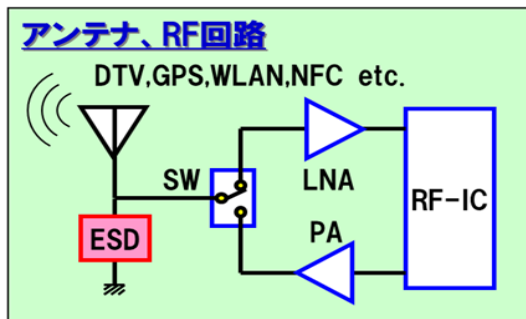 アンテナ、RF回路
DTV,GPS,WLAN,NFC etc.
SW
LNA
RF-IC
ESD
PA